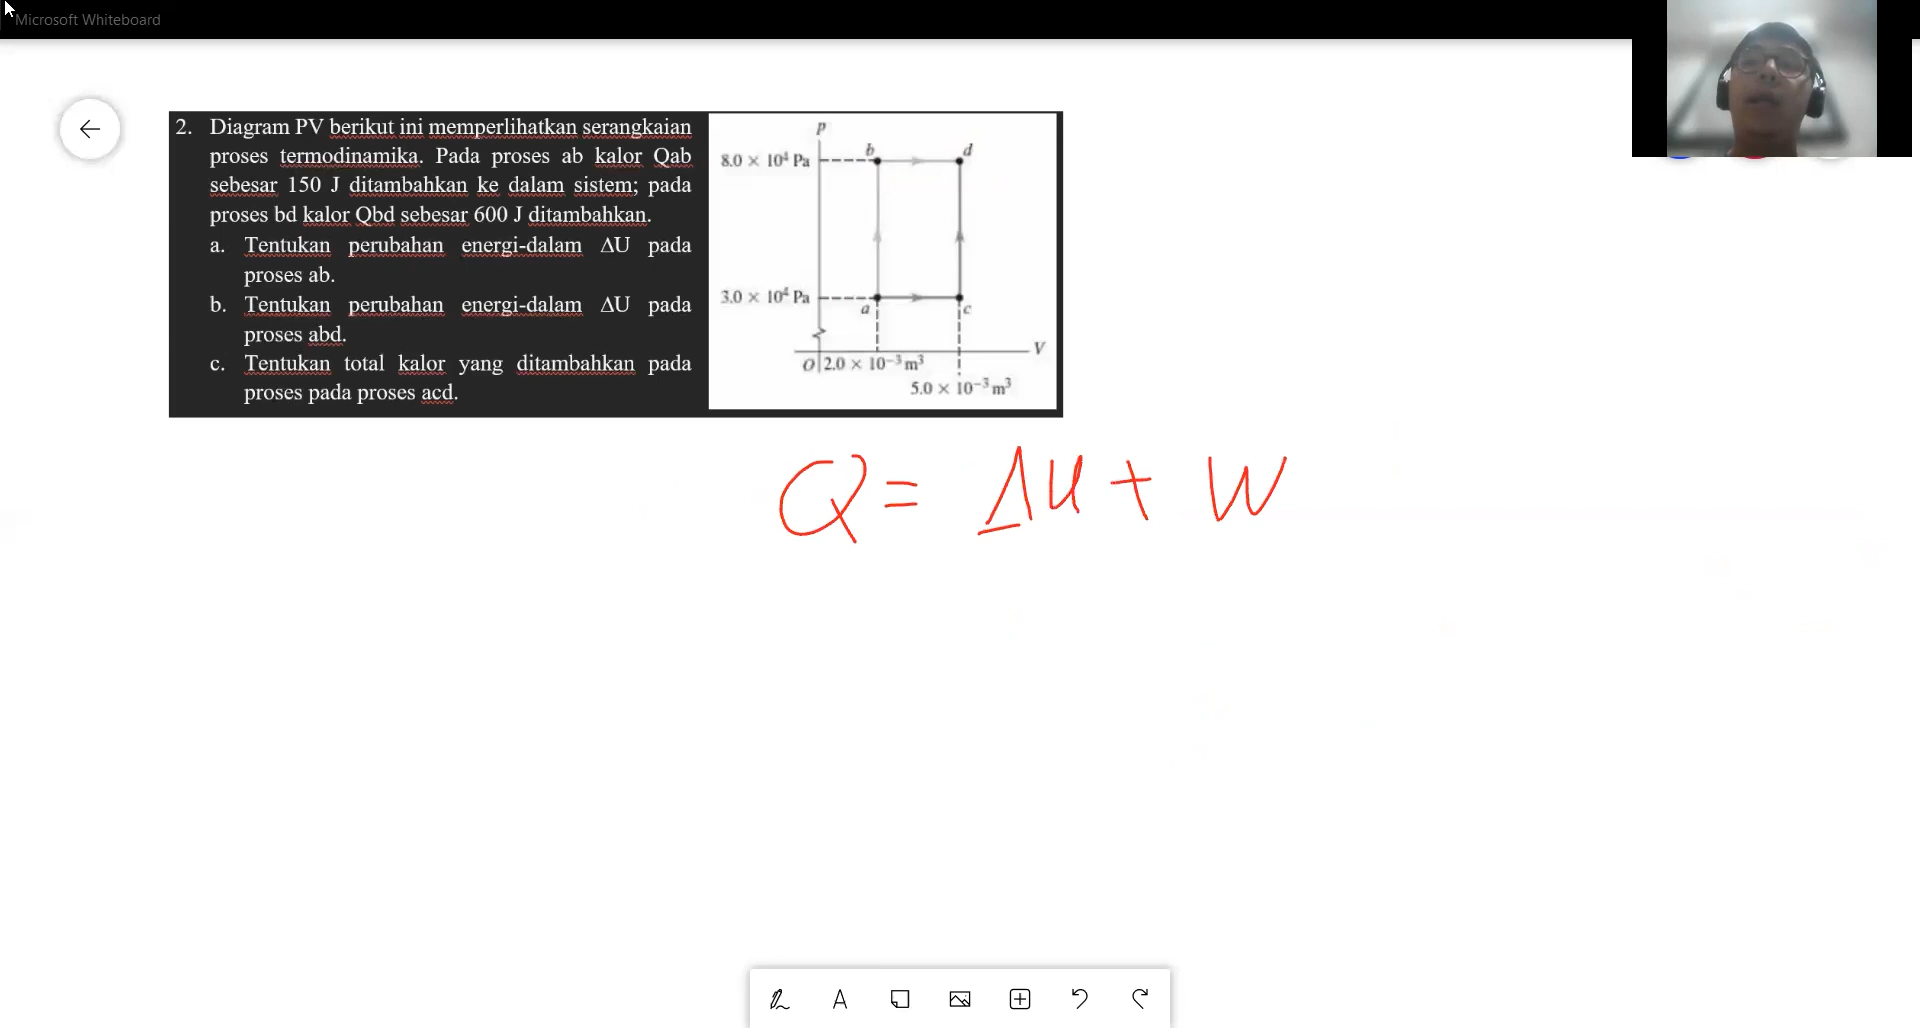 Microsoft Whiteboard
2. Diagram PV berikut ini memperlihatkan serangkaian
proses termodinamika. Pada proses ab kalor Qab
sebesar 150 J ditambahkan ke dalam sistem; pada
proses bd kalor Qbd sebesar 600 J ditambahkan.
a. Tentukan perubahan energi-dalam ΔU pada
proses ab.
b. Tentukan perubahan energi-dalam ΔU pada
proses abd.
c. Tentukan total kalor yang ditambahkan pada
proses pada proses acd.
p
8.0 × 10⁴ Pa
b
d
3.0 × 10⁴ Pa
a
c
V
O
2.0 × 10⁻³ m³
5.0 × 10⁻³ m³
Q = ΔU + W
A